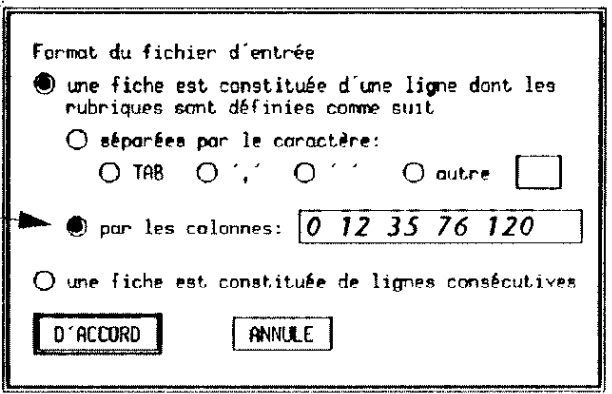 Format du fichier d'entrée
une fiche est constituée d'une ligne dont les
rubriques sont définies comme suit
séparées par le caractère:
TAB ',' ' ' autre
par les colonnes: 0 12 35 76 120
une fiche est constituée de lignes consécutives
D'ACCORD ANNULE